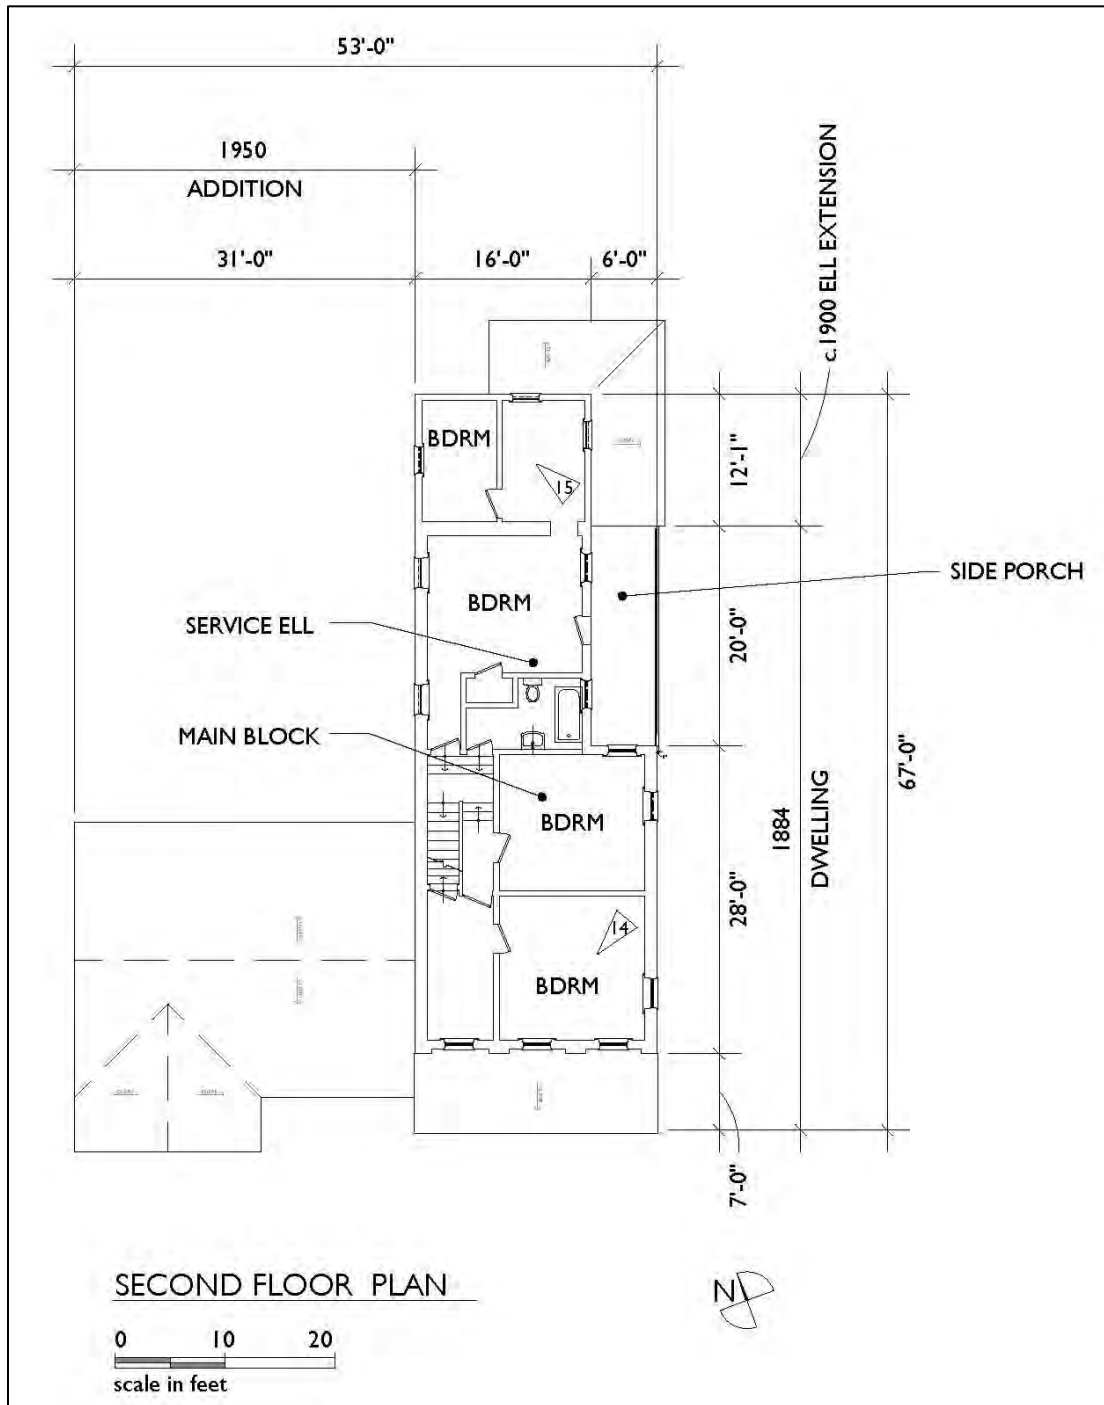 53'-0"
1950
ADDITION
31'-0"
16'-0"
6'-0"
c.1900 ELL EXTENSION
BDRM
15
12'-1"
BDRM
SIDE PORCH
SERVICE ELL
20'-0"
MAIN BLOCK
BDRM
67'-0"
1884
DWELLING
28'-0"
14
BDRM
7'-0"
SECOND FLOOR PLAN
N
0 10 20
scale in feet